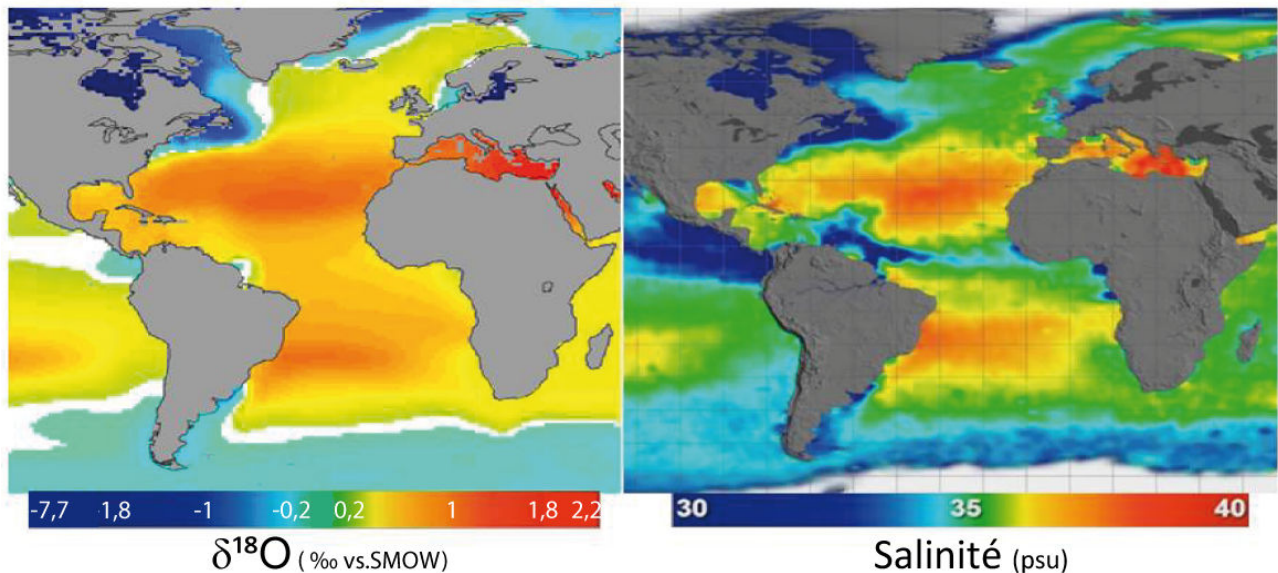 -7,7 -1,8 -1 -0,2 0,2 1 1,8 2,2
δ¹⁸O (‰ vs.SMOW)
30 35 40
Salinité (psu)